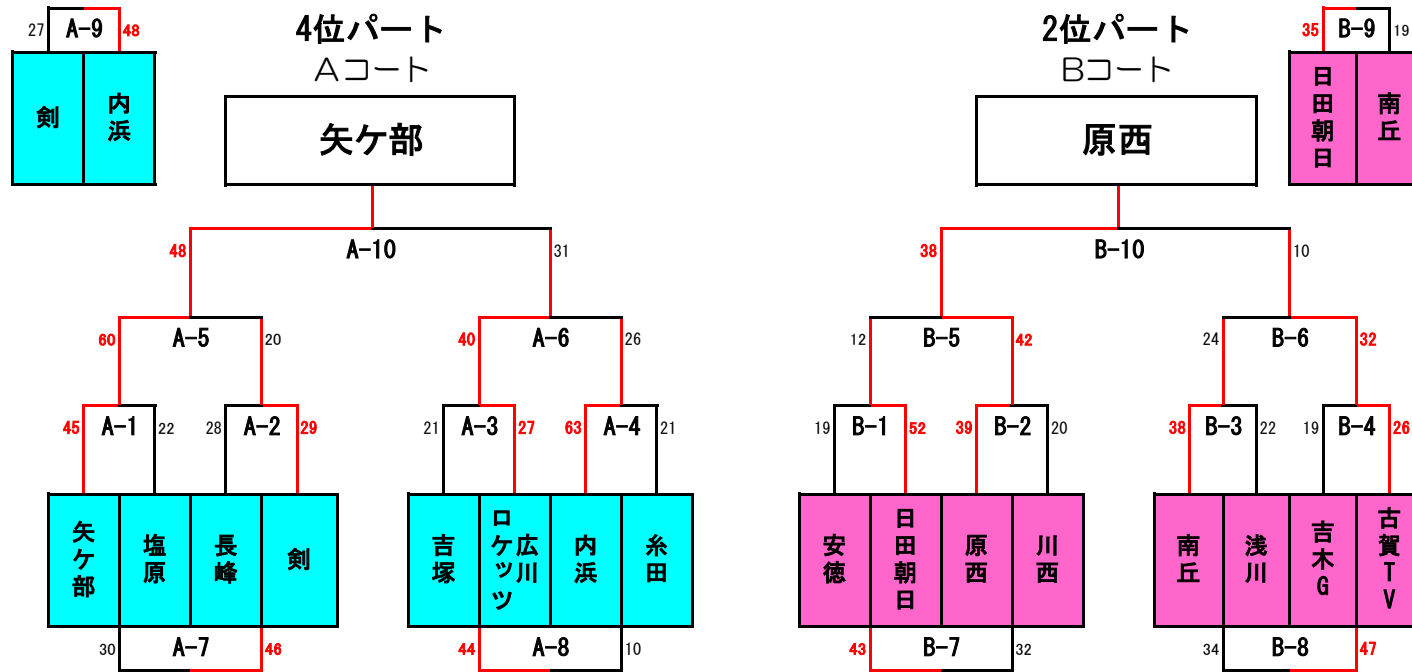 27 A-9 48
剣
内浜
4位パート
Aコート
矢ケ部
48 A-10 31
60 A-5 20
40 A-6 26
45 A-1 22
28 A-2 29
21 A-3 27
63 A-4 21
矢ケ部
塩原
長峰
剣
吉塚
広川
ロケッツ
内浜
糸田
30 A-7 46
44 A-8 10
2位パート
Bコート
原西
35 B-9 19
日田朝日
南丘
38 B-10 10
12 B-5 42
24 B-6 32
19 B-1 52
39 B-2 20
38 B-3 22
19 B-4 26
安徳
日田朝日
原西
川西
南丘
浅川
吉木G
古賀TV
43 B-7 32
34 B-8 47